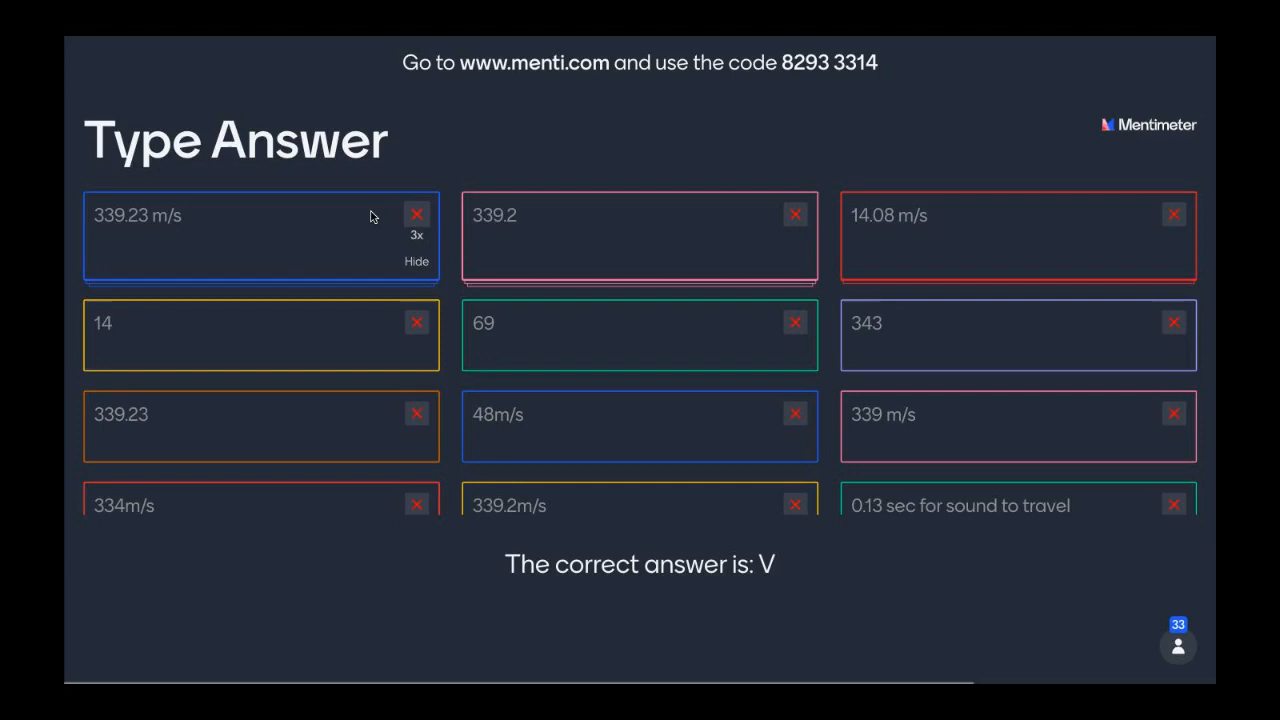 Go to www.menti.com and use the code 8293 3314
Type Answer
Mentimeter
339.23 m/s
3x
Hide
339.2
14.08 m/s
14
69
343
339.23
48m/s
339 m/s
334m/s
339.2m/s
0.13 sec for sound to travel
The correct answer is: V
33